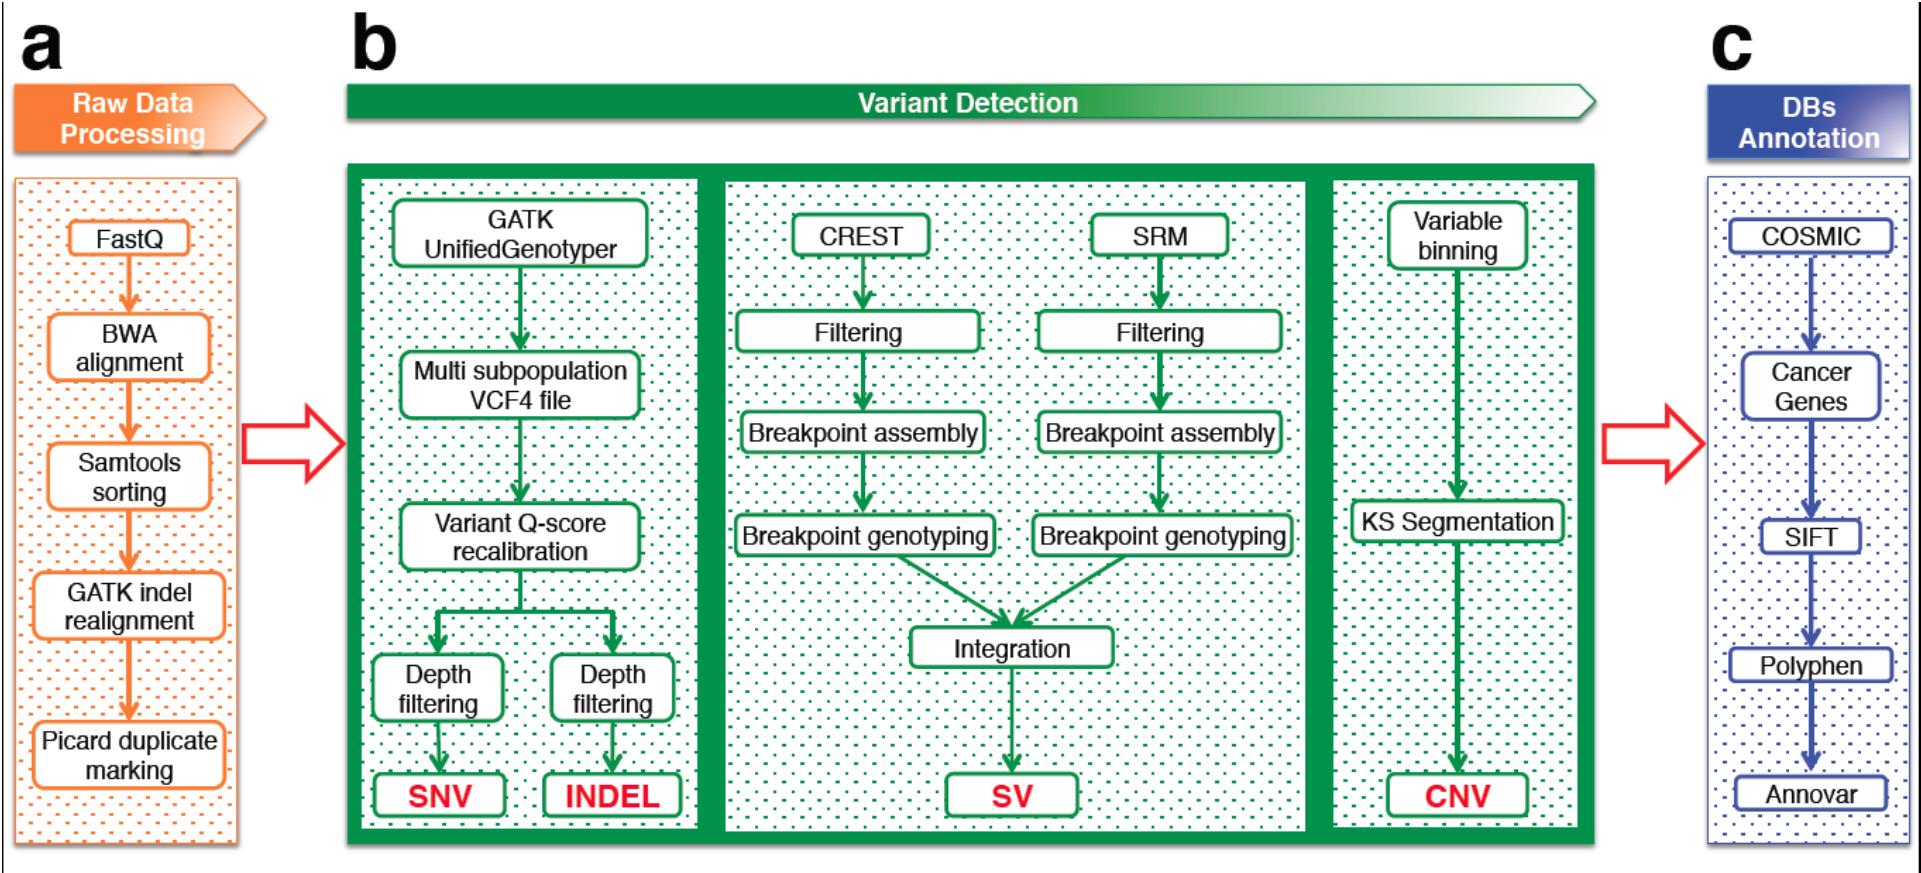 a
Raw Data
Processing
FastQ
BWA
alignment
Samtools
sorting
GATK indel
realignment
Picard duplicate
marking
b
Variant Detection
GATK
UnifiedGenotyper
Multi subpopulation
VCF4 file
Variant Q-score
recalibration
Depth
filtering
Depth
filtering
SNV
INDEL
CREST
SRM
Filtering
Filtering
Breakpoint assembly
Breakpoint assembly
Breakpoint genotyping
Breakpoint genotyping
Integration
SV
Variable
binning
KS Segmentation
CNV
c
DBs
Annotation
COSMIC
Cancer
Genes
SIFT
Polyphen
Annovar